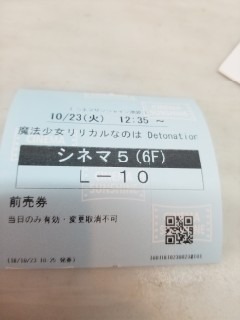 10/23(火) 12:35 ～
魔法少女リリカルなのは Detonation
シネマ5(6F)
L－10
前売券
当日のみ有効・変更取消不可